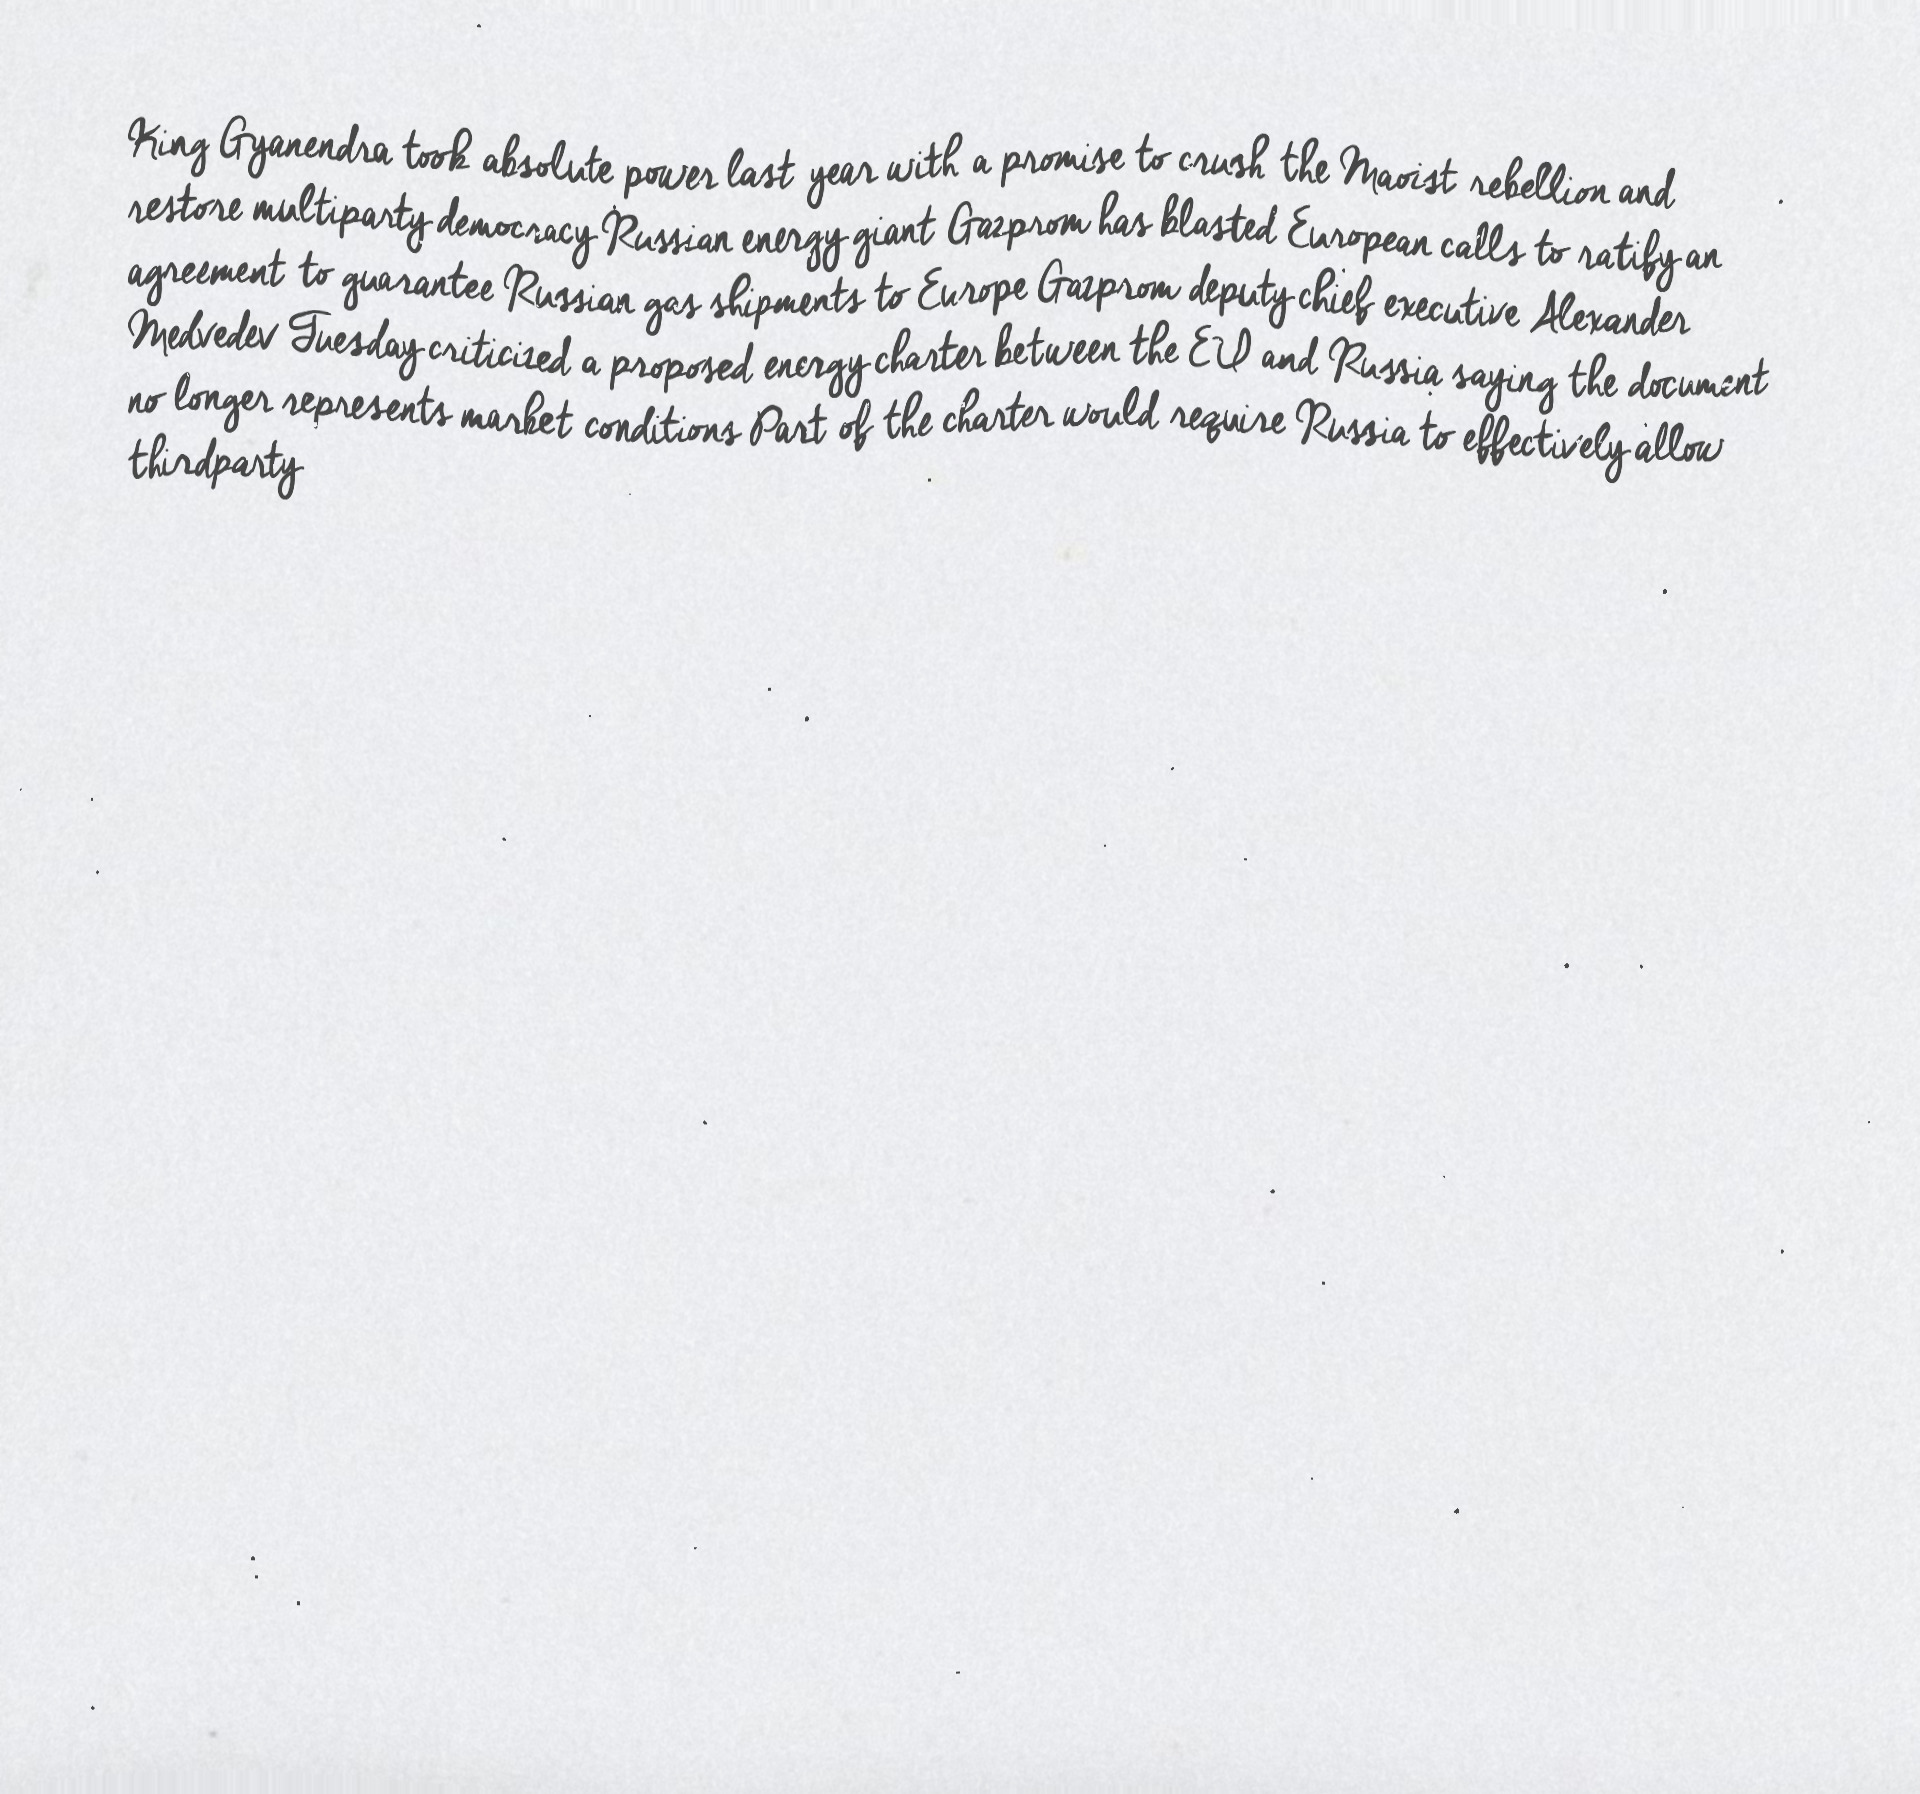 King Gyanendra took absolute power last year with a promise to crush the Maoist rebellion and
restore multiparty democracy Russian energy giant Gazprom has blasted European calls to ratify an
agreement to guarantee Russian gas shipments to Europe Gazprom deputy chief executive Alexander
Medvedev Tuesday criticized a proposed energy charter between the EU and Russia saying the document
no longer represents market conditions Part of the charter would require Russia to effectively allow
thirdparty